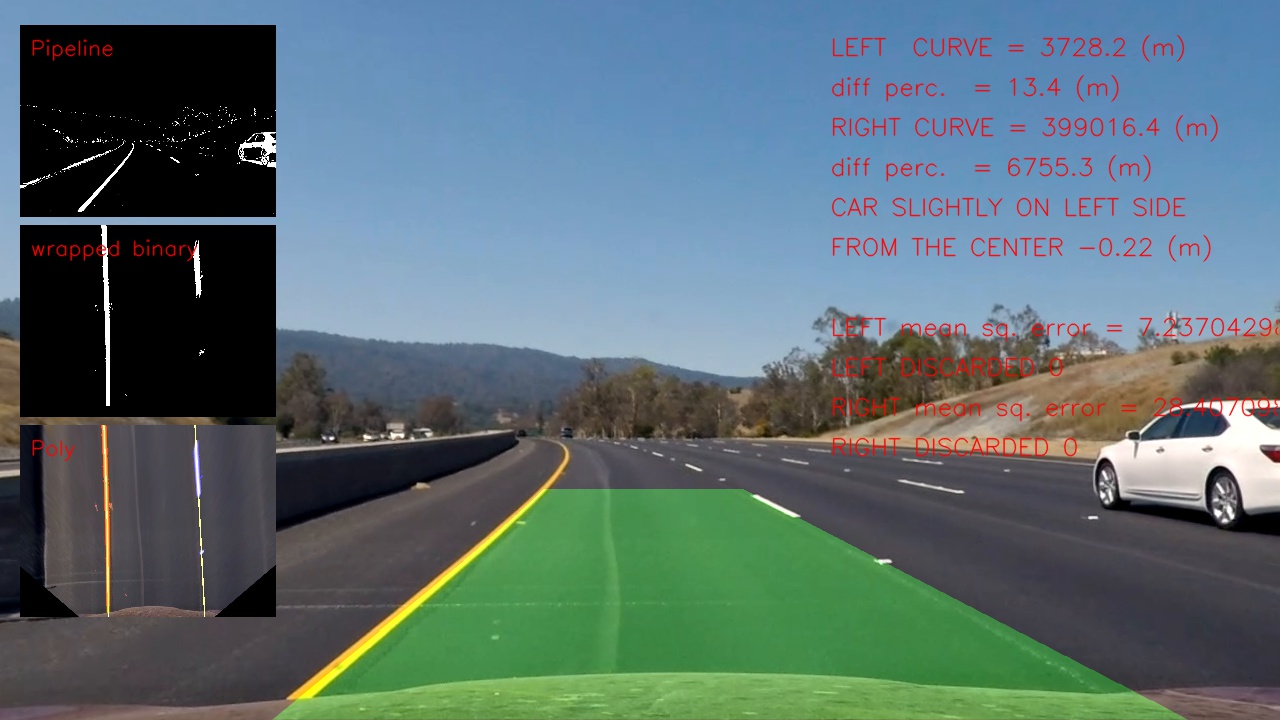 Pipeline
wrapped binary
Poly
LEFT CURVE = 3728.2 (m)
diff perc. = 13.4 (m)
RIGHT CURVE = 399016.4 (m)
diff perc. = 6755.3 (m)
CAR SLIGHTLY ON LEFT SIDE
FROM THE CENTER -0.22 (m)
LEFT mean sq. error = 7.2370429
LEFT DISCARDED 0
RIGHT mean sq. error = 28.40709
RIGHT DISCARDED 0